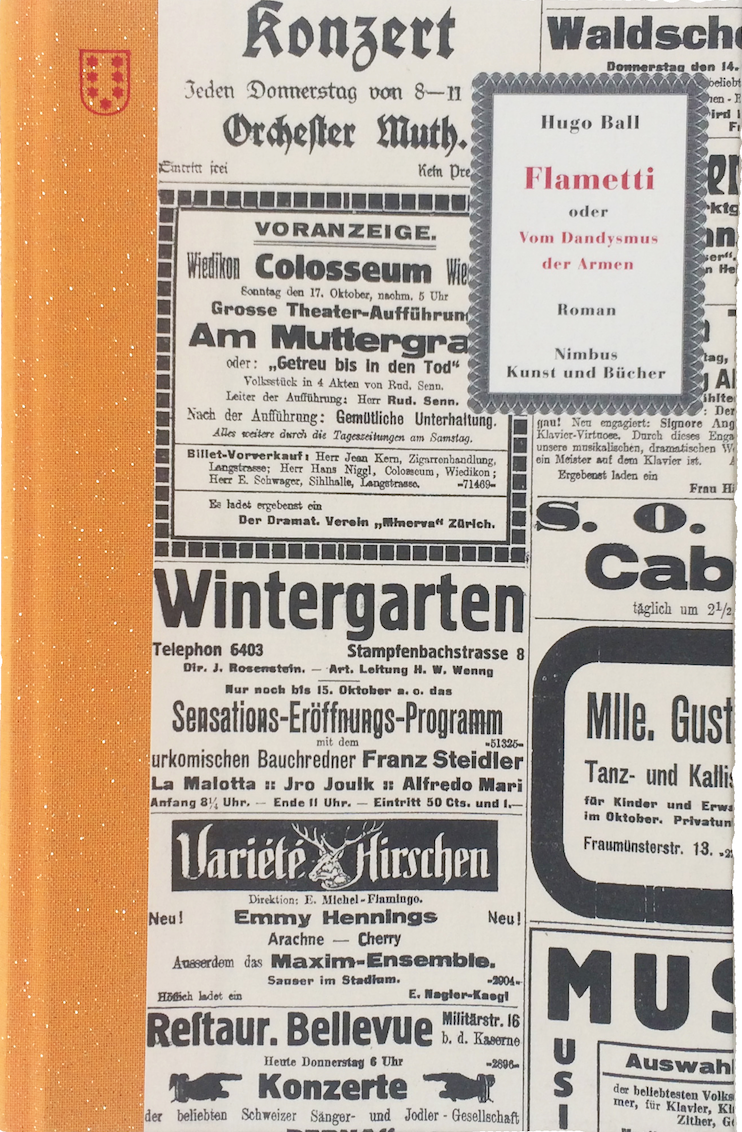 Konzert
Jeden Donnerstag von 8—11
Orchester Muth.
Eintritt frei
Kein
VORANZEIGE.
Wiedikon Colosseum
Sonntag den 17. Oktober, nachm. 5 Uhr
Grosse Theater-Aufführun
Am Muttergra
oder: „Getreu bis in den Tod“
Volksstück in 4 Akten von Rud. Senn.
Leiter der Aufführung: Herr Rud. Senn.
Nach der Aufführung: Gemütliche Unterhaltung.
Alles weitere durch die Tageszeitungen am Samstag.
Billet-Vorverkauf: Herr Jean Kern, Zigarrenhandlung,
Langstrasse; Herr Hans Niggl, Colosseum, Wiedikon;
Herr E. Schwager, Sihlhalle, Langstrasse. -71469-
Es ladet ergebenst ein
Der Dramat. Verein „Minerva“ Zürich.
Wintergarten
Telephon 6403 Stampfenbachstrasse 8
Dir. J. Rosenstein. — Art. Leitung H. W. Wenng
Nur noch bis 15. Oktober a. c. das
Sensations-Eröffnungs-Programm
mit dem -51325-
urkomischen Bauchredner Franz Steidler
La Malotta :: Jro Joulk :: Alfredo Mari
Anfang 8¼ Uhr. — Ende 11 Uhr. — Eintritt 50 Cts. und 1.—
Variété Hirschen
Direktion: E. Michel-Flamingo.
Neu! Emmy Hennings Neu!
Arachne — Cherry
Ausserdem das Maxim-Ensemble.
Sauser im Stadium. -2904-
Höflich ladet ein E. Nagler-Kaegi
Restaur. Bellevue Militärstr. 16
b. d. Kaserne
Heute Donnerstag 6 Uhr -2896-
Konzerte
der beliebten Schweizer Sänger- und Jodler-Gesellschaft
Waldsch
Donnerstag den 14.
Hugo Ball
Flametti
oder
Vom Dandysmus
der Armen
Roman
Nimbus
Kunst und Bücher
gnu! Neu engagiert: Signore Ang
Klavier-Virtuose. Durch dieses Enga
unsere musikalischen, dramatischen W
ein Meister auf dem Klavier ist.
Ergebenst laden ein
Frau H
S. O.
Cab
täglich um 2½
Mlle. Gust
Tanz- und Kallis
für Kinder und Erwa
im Oktober. Privatun
Fraumünsterstr. 13.
MUS
MUSI
Auswahl
der beliebtesten Volks
mer, für Klavier, Kl
Zither, G